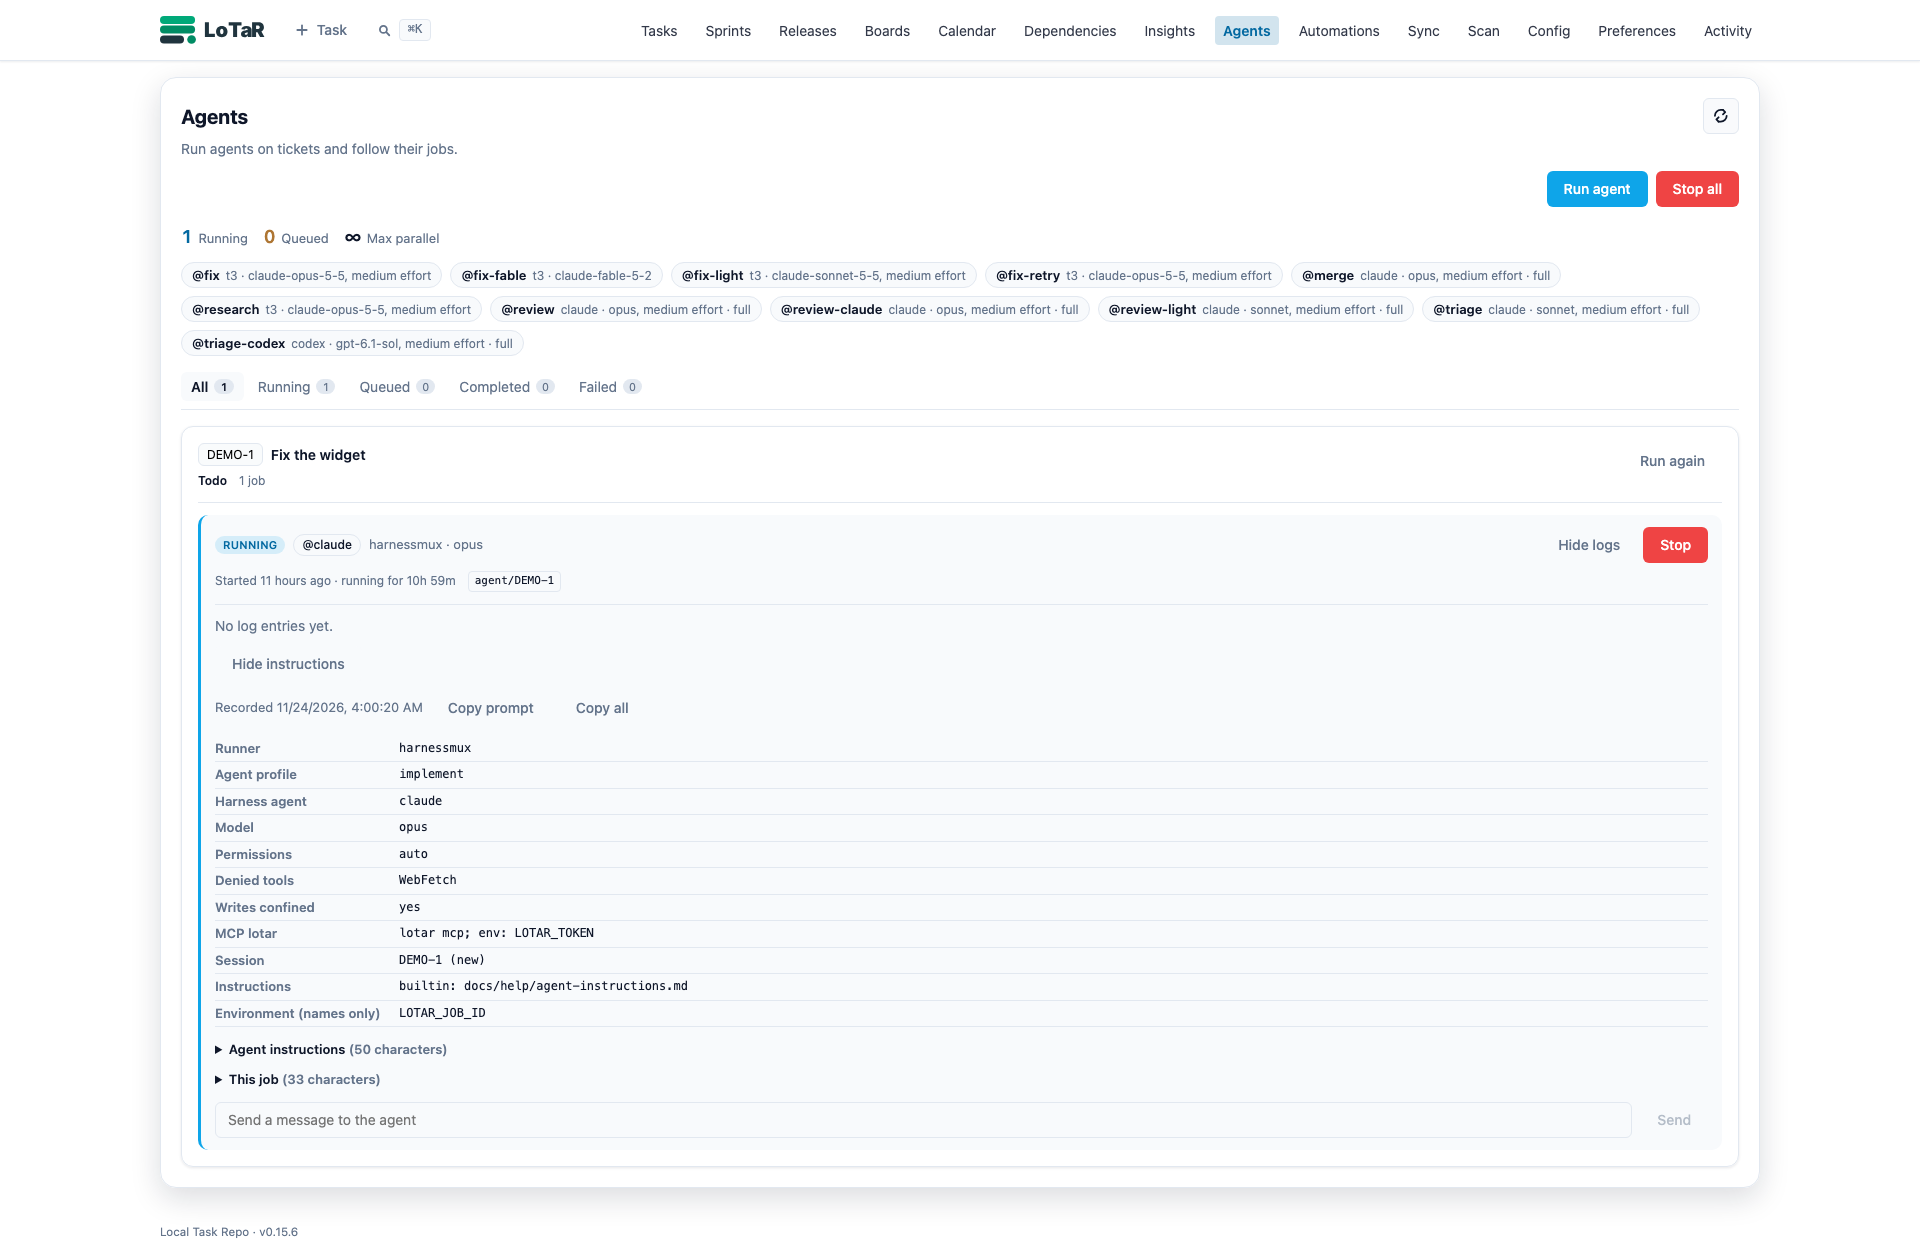 LoTaR
+ Task
⌘K
Tasks Sprints Releases Boards Calendar Dependencies Insights Agents Automations Sync Scan Config Preferences Activity
Agents
Run agents on tickets and follow their jobs.
Run agent Stop all
1 Running 0 Queued ∞ Max parallel
@fix t3 · claude-opus-5-5, medium effort @fix-fable t3 · claude-fable-5-2 @fix-light t3 · claude-sonnet-5-5, medium effort @fix-retry t3 · claude-opus-5-5, medium effort @merge claude · opus, medium effort · full
@research t3 · claude-opus-5-5, medium effort @review claude · opus, medium effort · full @review-claude claude · opus, medium effort · full @review-light claude · sonnet, medium effort · full @triage claude · sonnet, medium effort · full
@triage-codex codex · gpt-6.1-sol, medium effort · full
All 1 Running 1 Queued 0 Completed 0 Failed 0
DEMO-1 Fix the widget
Run again
Todo 1 job
RUNNING @claude harnessmux · opus
Hide logs Stop
Started 11 hours ago · running for 10h 59m agent/DEMO-1
No log entries yet.
Hide instructions
Recorded 11/24/2026, 4:00:20 AM Copy prompt Copy all
Runner harnessmux
Agent profile implement
Harness agent claude
Model opus
Permissions auto
Denied tools WebFetch
Writes confined yes
MCP lotar lotar mcp; env: LOTAR_TOKEN
Session DEMO-1 (new)
Instructions builtin: docs/help/agent-instructions.md
Environment (names only) LOTAR_JOB_ID
Agent instructions (50 characters)
This job (33 characters)
Send a message to the agent Send
Local Task Repo · v0.15.6